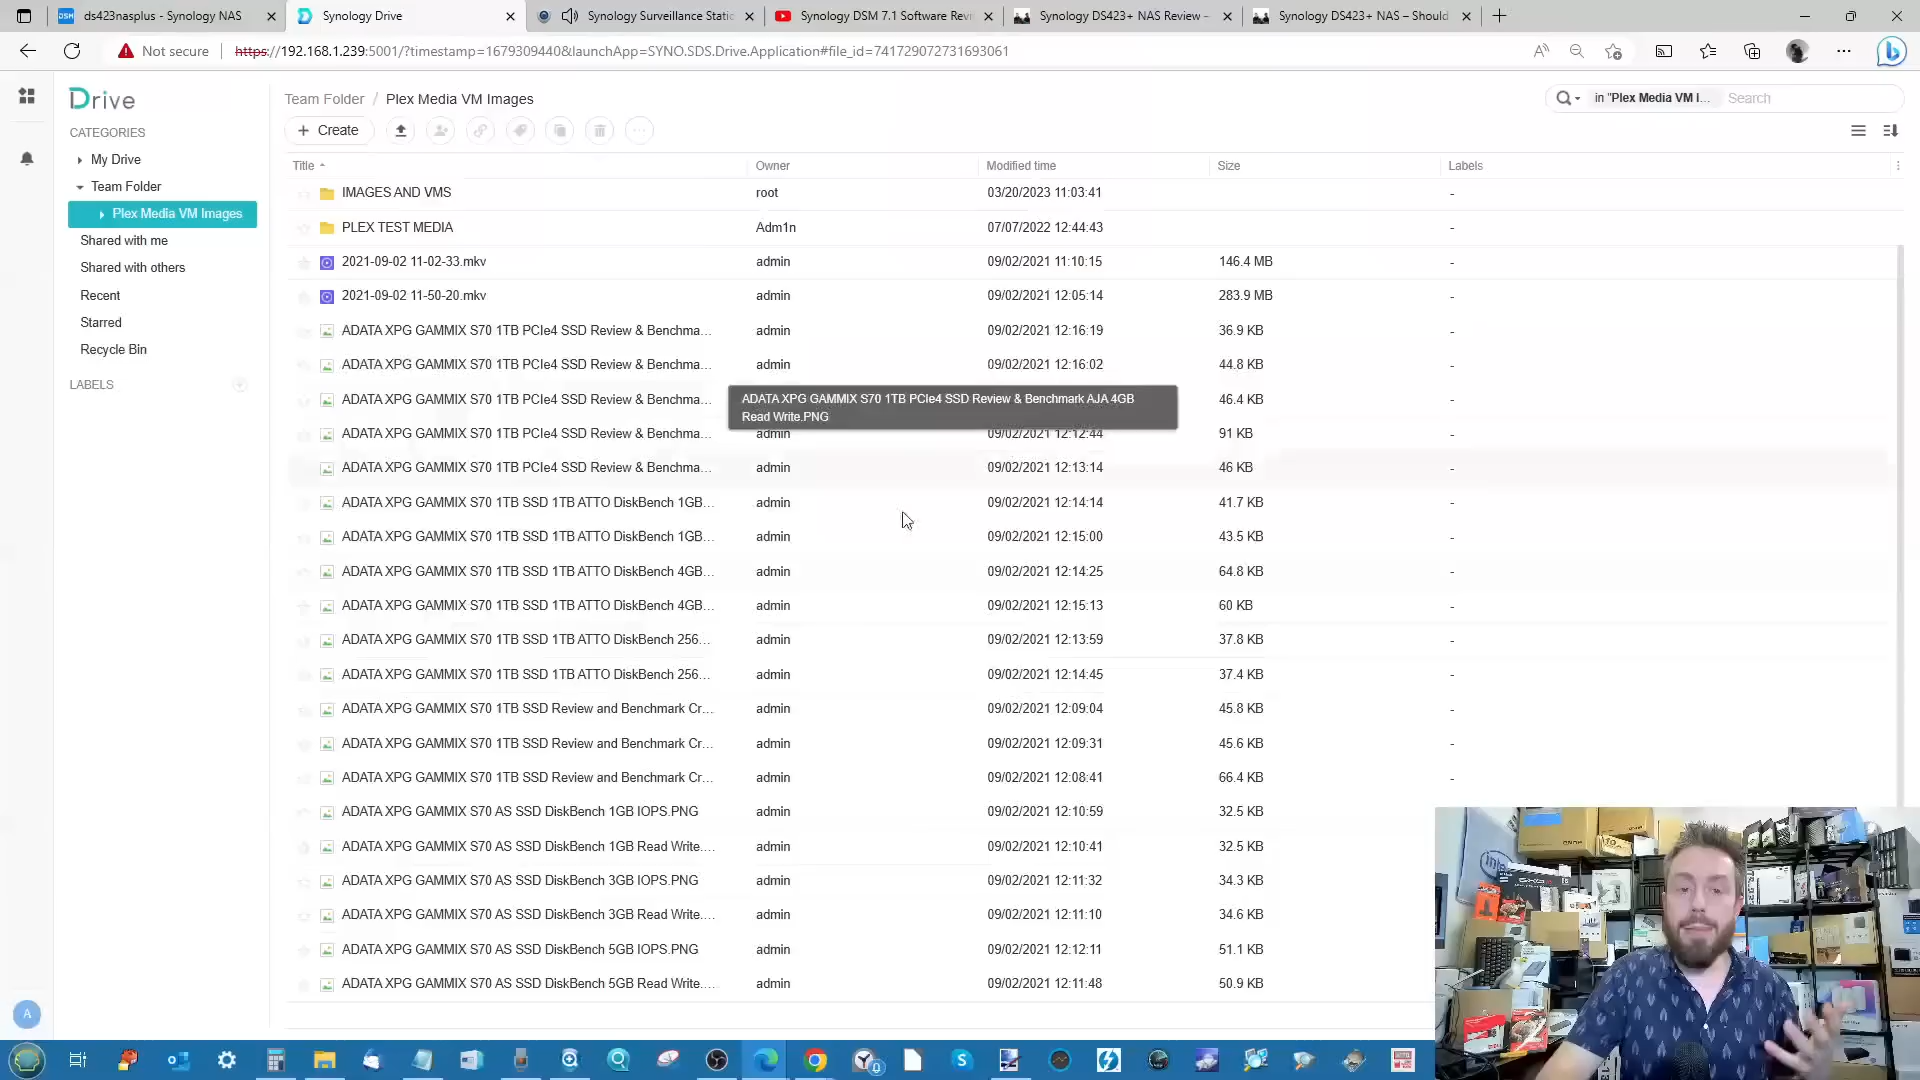 ds423nasplus - Synology NAS
Synology Drive
Synology Surveillance Static
Synology DSM 7.1 Software Revi
Synology DS423+ NAS Review –
Synology DS423+ NAS – Should
Not secure
https://192.168.1.239:5001/?timestamp=1679309440&launchApp=SYNO.SDS.Drive.Application#file_id=741729072731693061
Drive
Team Folder / Plex Media VM Images
in "Plex Media VM I... Search
CATEGORIES
+ Create
My Drive
Team Folder
Plex Media VM Images
Shared with me
Shared with others
Recent
Starred
Recycle Bin
LABELS
Title Owner Modified time Size Labels
IMAGES AND VMS root 03/20/2023 11:03:41 -
PLEX TEST MEDIA Adm1n 07/07/2022 12:44:43 -
2021-09-02 11-02-33.mkv admin 09/02/2021 11:10:15 146.4 MB -
2021-09-02 11-50-20.mkv admin 09/02/2021 12:05:14 283.9 MB -
ADATA XPG GAMMIX S70 1TB PCIe4 SSD Review & Benchma... admin 09/02/2021 12:16:19 36.9 KB -
ADATA XPG GAMMIX S70 1TB PCIe4 SSD Review & Benchma... admin 09/02/2021 12:16:02 44.8 KB -
ADATA XPG GAMMIX S70 1TB PCIe4 SSD Review & Benchma... 46.4 KB -
ADATA XPG GAMMIX S70 1TB PCIe4 SSD Review & Benchmark AJA 4GB
Read Write.PNG
ADATA XPG GAMMIX S70 1TB PCIe4 SSD Review & Benchma... admin 09/02/2021 12:12:44 91 KB -
ADATA XPG GAMMIX S70 1TB PCIe4 SSD Review & Benchma... admin 09/02/2021 12:13:14 46 KB -
ADATA XPG GAMMIX S70 1TB SSD 1TB ATTO DiskBench 1GB... admin 09/02/2021 12:14:14 41.7 KB -
ADATA XPG GAMMIX S70 1TB SSD 1TB ATTO DiskBench 1GB... admin 09/02/2021 12:15:00 43.5 KB -
ADATA XPG GAMMIX S70 1TB SSD 1TB ATTO DiskBench 4GB... admin 09/02/2021 12:14:25 64.8 KB -
ADATA XPG GAMMIX S70 1TB SSD 1TB ATTO DiskBench 4GB... admin 09/02/2021 12:15:13 60 KB -
ADATA XPG GAMMIX S70 1TB SSD 1TB ATTO DiskBench 256... admin 09/02/2021 12:13:59 37.8 KB -
ADATA XPG GAMMIX S70 1TB SSD 1TB ATTO DiskBench 256... admin 09/02/2021 12:14:45 37.4 KB -
ADATA XPG GAMMIX S70 1TB SSD Review and Benchmark Cr... admin 09/02/2021 12:09:04 45.8 KB -
ADATA XPG GAMMIX S70 1TB SSD Review and Benchmark Cr... admin 09/02/2021 12:09:31 45.6 KB -
ADATA XPG GAMMIX S70 1TB SSD Review and Benchmark Cr... admin 09/02/2021 12:08:41 66.4 KB -
ADATA XPG GAMMIX S70 AS SSD DiskBench 1GB IOPS.PNG admin 09/02/2021 12:10:59 32.5 KB
ADATA XPG GAMMIX S70 AS SSD DiskBench 1GB Read Write.... admin 09/02/2021 12:10:41 32.5 KB
ADATA XPG GAMMIX S70 AS SSD DiskBench 3GB IOPS.PNG admin 09/02/2021 12:11:32 34.3 KB
ADATA XPG GAMMIX S70 AS SSD DiskBench 3GB Read Write.... admin 09/02/2021 12:11:10 34.6 KB
ADATA XPG GAMMIX S70 AS SSD DiskBench 5GB IOPS.PNG admin 09/02/2021 12:12:11 51.1 KB
ADATA XPG GAMMIX S70 AS SSD DiskBench 5GB Read Write.... admin 09/02/2021 12:11:48 50.9 KB
A
intel